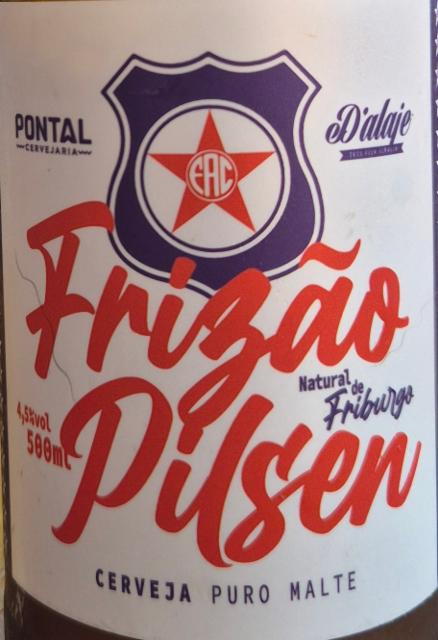 PONTAL
CERVEJARIA
D'alaje
FAC
Frizão
Natural de
Friburgo
4,5%vol
500ml
Pilsen
CERVEJA PURO MALTE